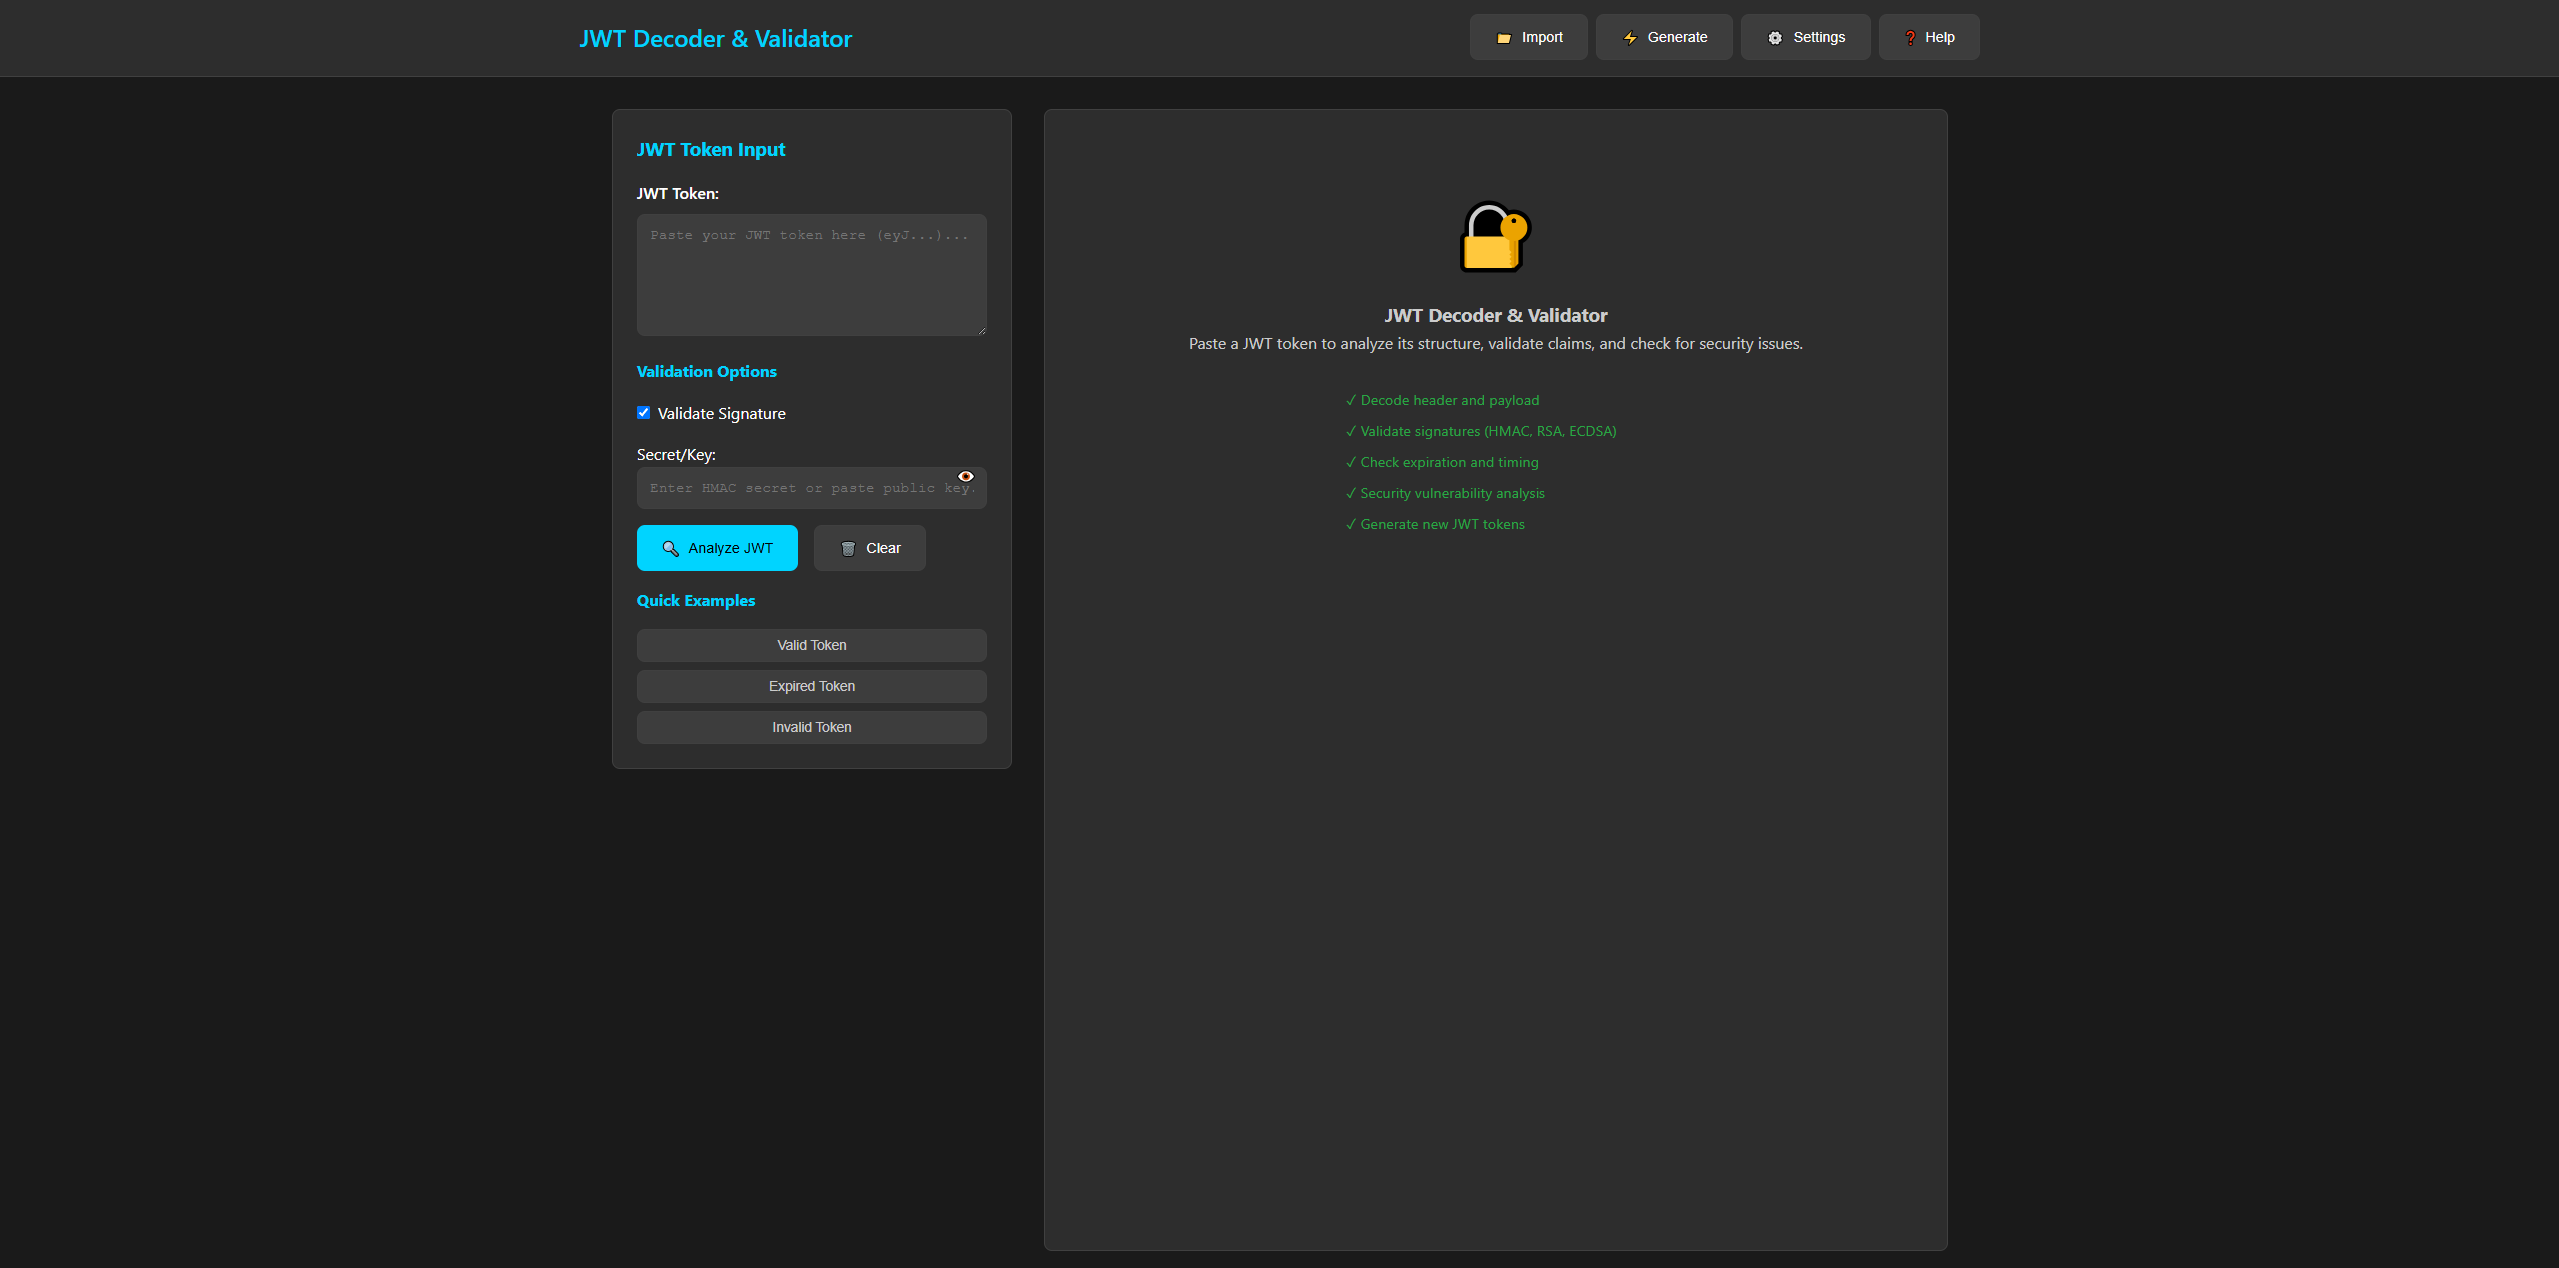 JWT Decoder & Validator
Import
Generate
Settings
Help
JWT Token Input
JWT Token:
Paste your JWT token here (eyJ...)...
Validation Options
Validate Signature
Secret/Key:
Enter HMAC secret or paste public key.
Analyze JWT
Clear
Quick Examples
Valid Token
Expired Token
Invalid Token
JWT Decoder & Validator
Paste a JWT token to analyze its structure, validate claims, and check for security issues.
✓ Decode header and payload
✓ Validate signatures (HMAC, RSA, ECDSA)
✓ Check expiration and timing
✓ Security vulnerability analysis
✓ Generate new JWT tokens